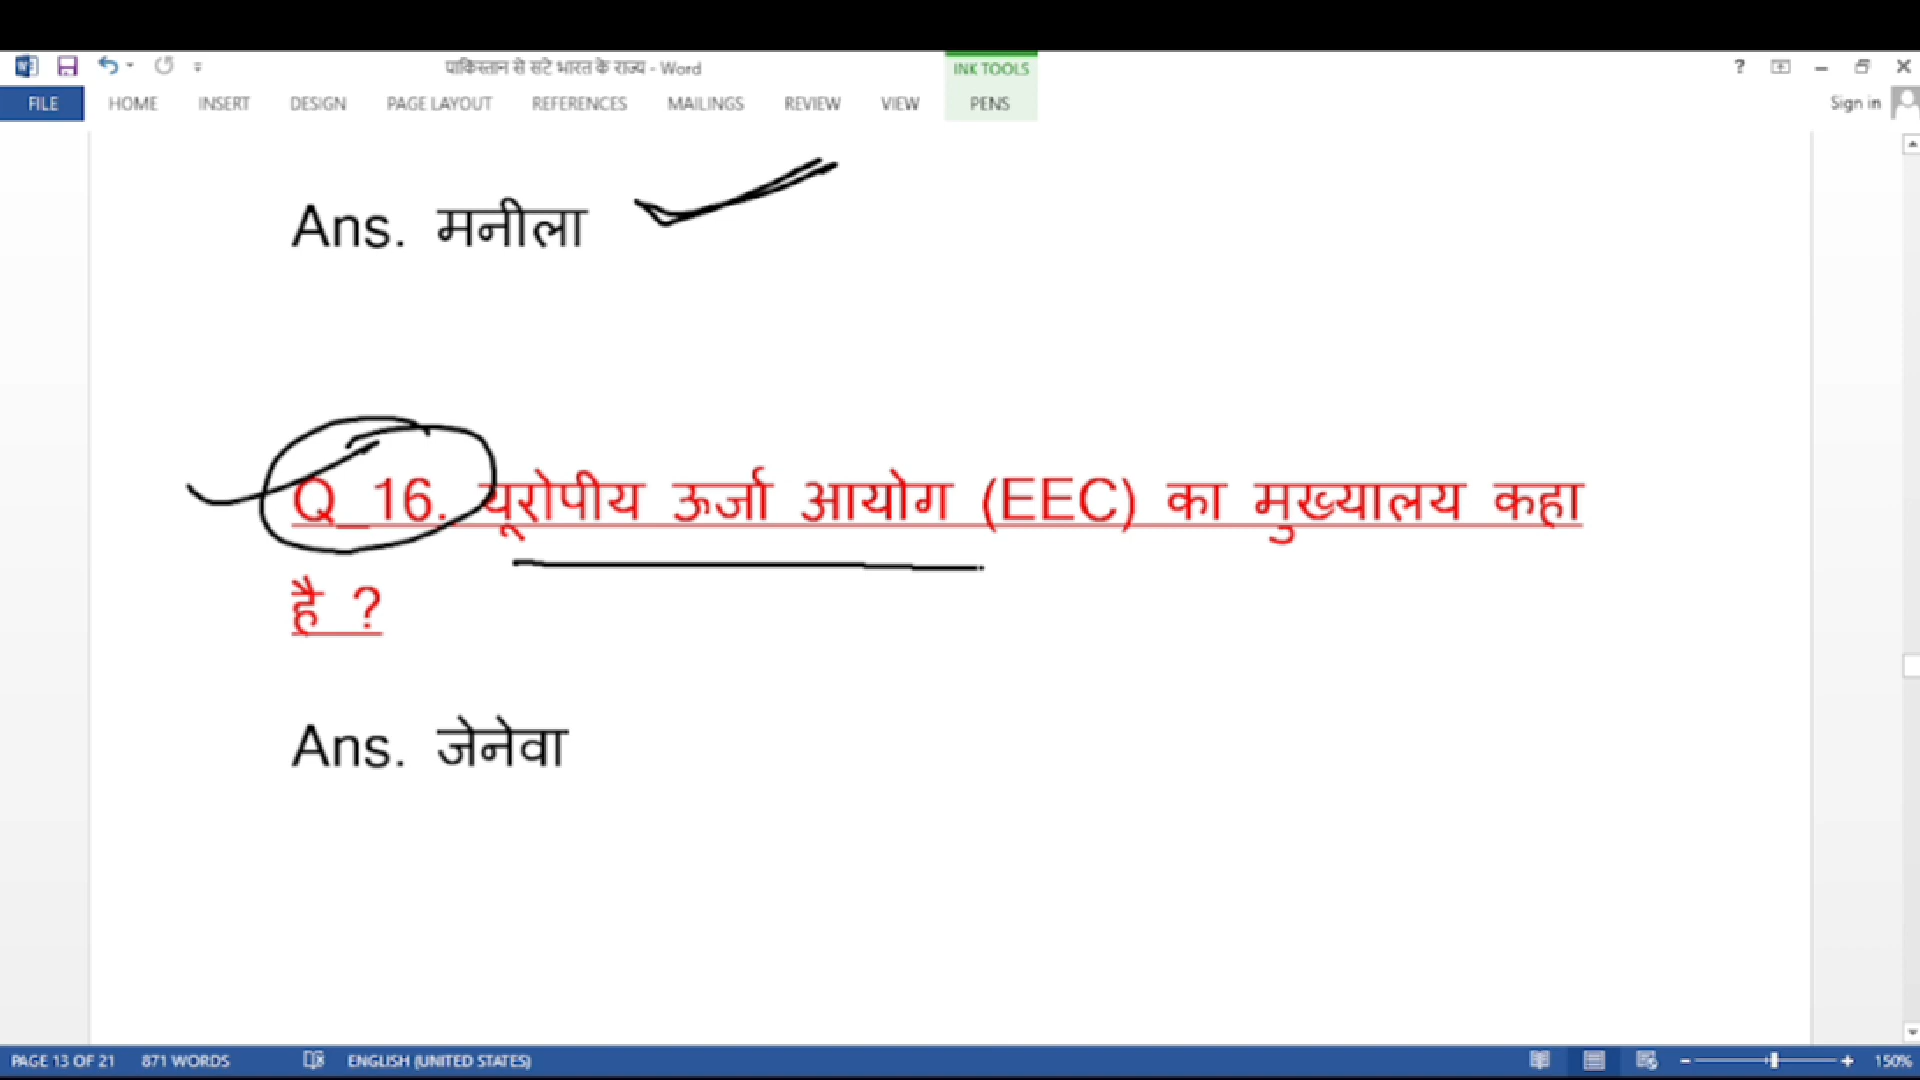 पाकिस्तान से सटे भारत के राज्य - Word
INK TOOLS
?
FILE HOME INSERT DESIGN PAGE LAYOUT REFERENCES MAILINGS REVIEW VIEW PENS
Sign in
Ans. मनीला
Q_16. यूरोपीय ऊर्जा आयोग (EEC) का मुख्यालय कहा
है ?
Ans. जेनेवा
PAGE 13 OF 21 871 WORDS ENGLISH (UNITED STATES) 150%